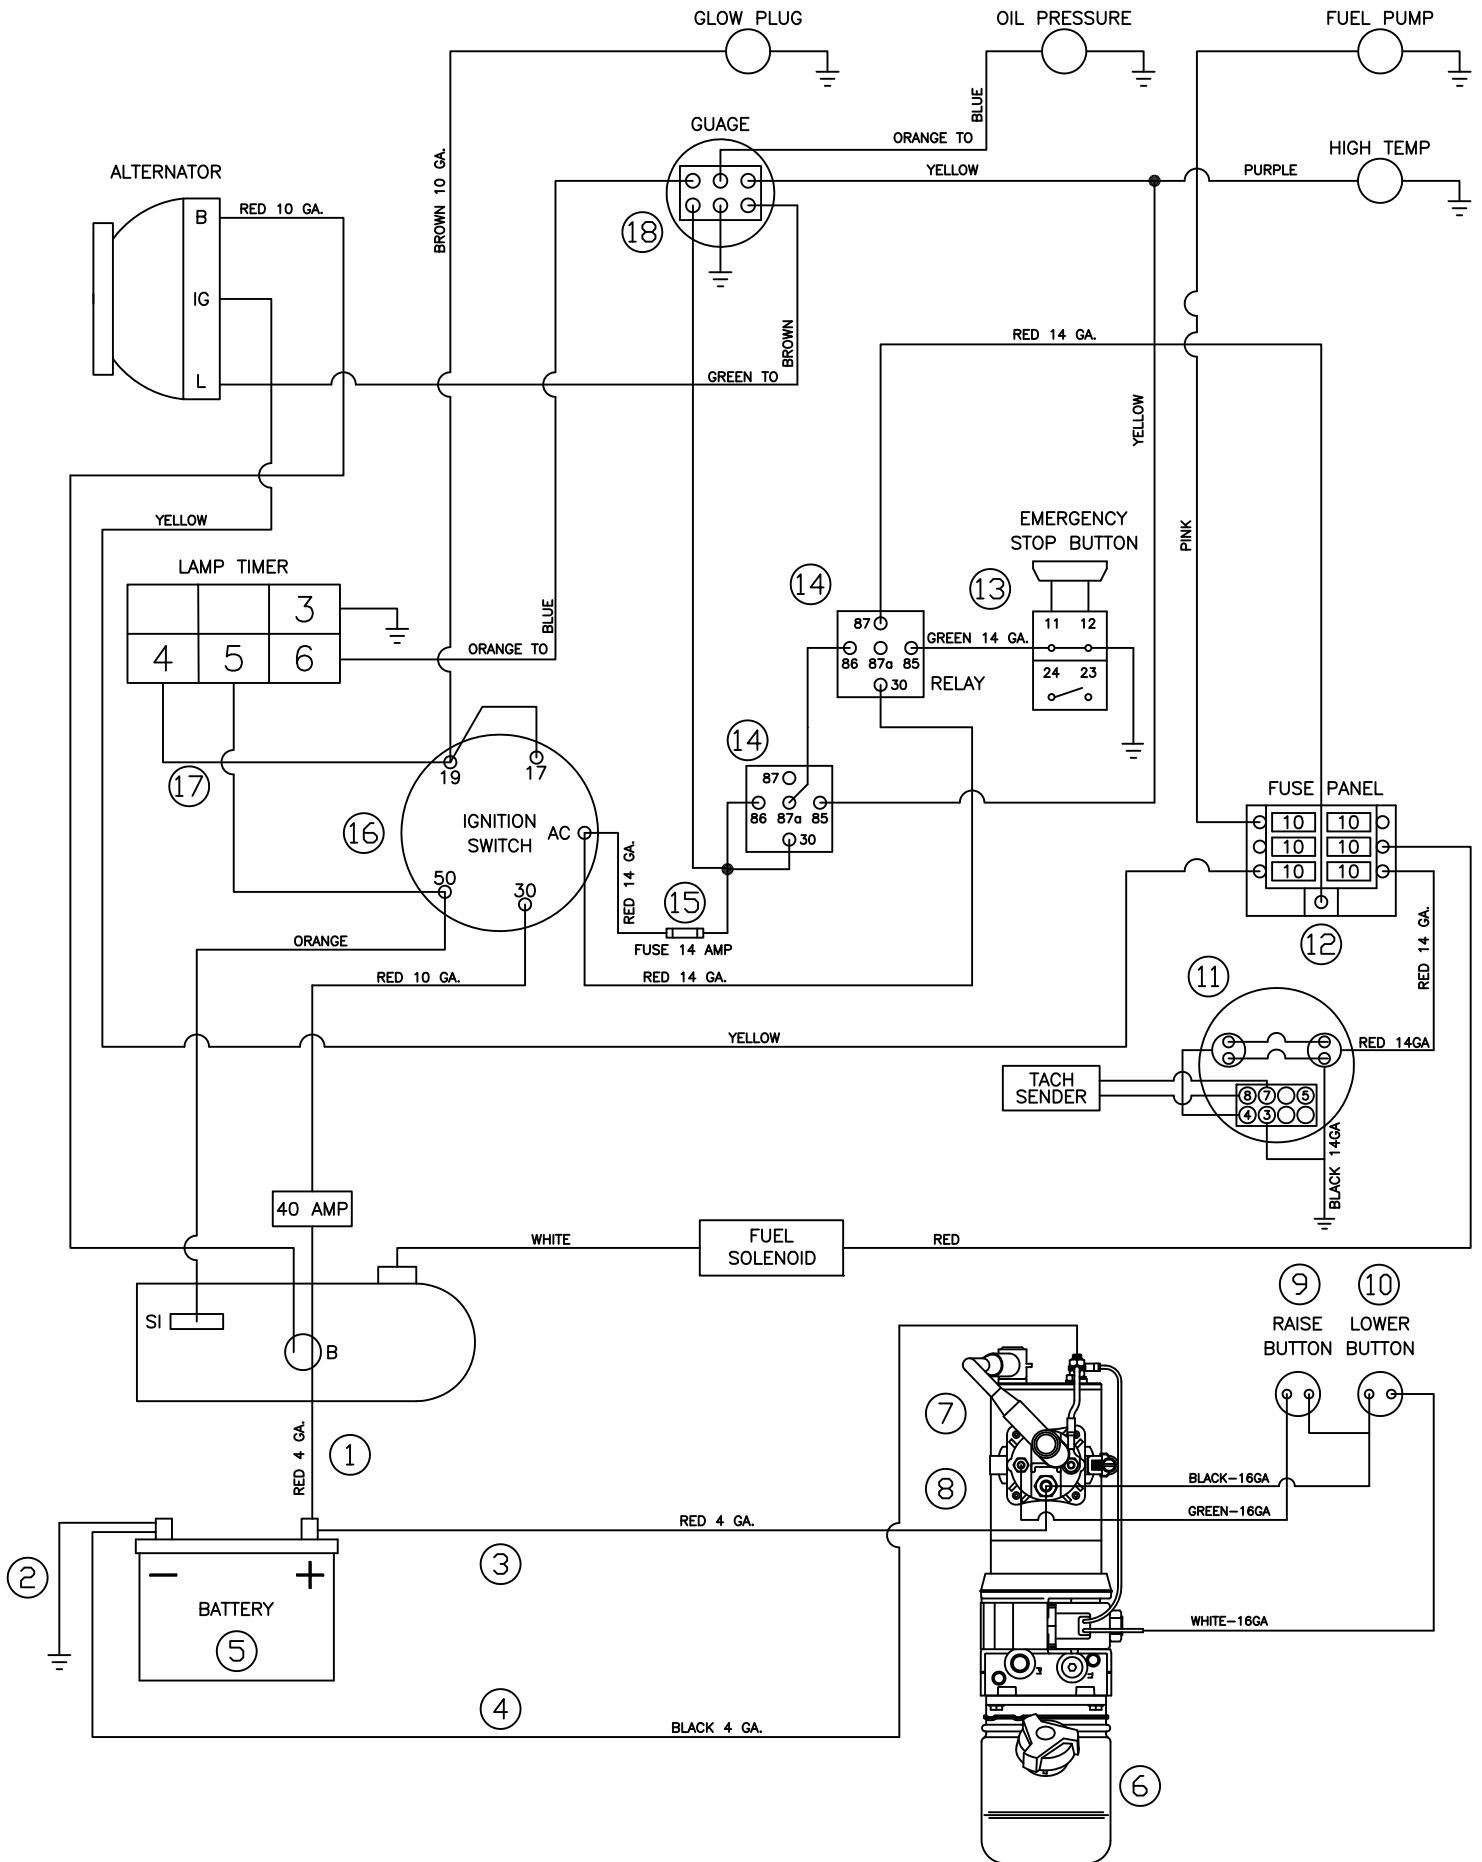 GLOW PLUG
OIL PRESSURE
FUEL PUMP
BLUE
GUAGE
ORANGE TO
HIGH TEMP
ALTERNATOR
BROWN 10 GA.
YELLOW
PURPLE
B
RED 10 GA.
18
IG
BROWN
RED 14 GA.
L
GREEN TO
YELLOW
PINK
YELLOW
EMERGENCY
STOP BUTTON
LAMP TIMER
14
13
3
BLUE
87
11 12
GREEN 14 GA.
4 5 6
ORANGE TO
86 87a 85
24 23
30
RELAY
14
17
19
17
87
FUSE PANEL
16
IGNITION
SWITCH
AC
86 87a 85
10 10
30
10 10
RED 14 GA.
10 10
50
30
15
ORANGE
FUSE 14 AMP
12
RED 14 GA.
RED 10 GA.
RED 14 GA.
11
YELLOW
RED 14GA
TACH
SENDER
8 7 5
4 3
BLACK 14GA
40 AMP
WHITE
FUEL
SOLENOID
RED
9
10
SI
RAISE
BUTTON
LOWER
BUTTON
B
7
RED 4 GA.
1
8
BLACK-16GA
GREEN-16GA
RED 4 GA.
3
2
− +
BATTERY
WHITE-16GA
5
4
BLACK 4 GA.
6